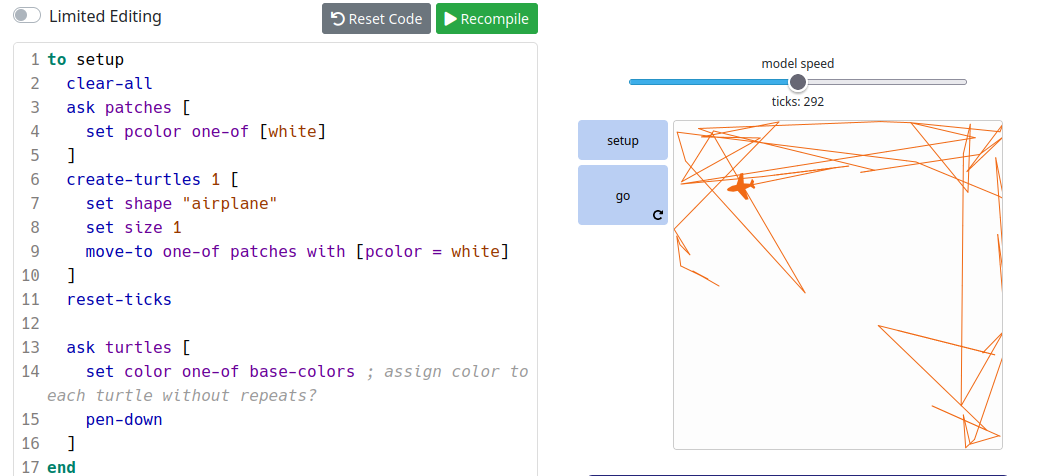 Limited Editing
Reset Code
Recompile
1 to setup
2   clear-all
3   ask patches [
4     set pcolor one-of [white]
5   ]
6   create-turtles 1 [
7     set shape "airplane"
8     set size 1
9     move-to one-of patches with [pcolor = white]
10   ]
11   reset-ticks
12
13   ask turtles [
14     set color one-of base-colors ; assign color to
each turtle without repeats?
15     pen-down
16   ]
17 end
model speed
ticks: 292
setup
go